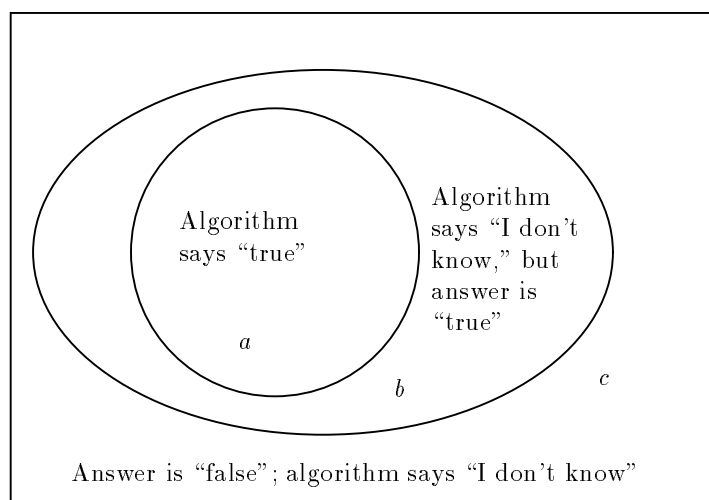 Algorithm
says “true”
a
Algorithm
says “I don’t
know,” but
answer is
“true”
b
c
Answer is “false”; algorithm says “I don’t know”